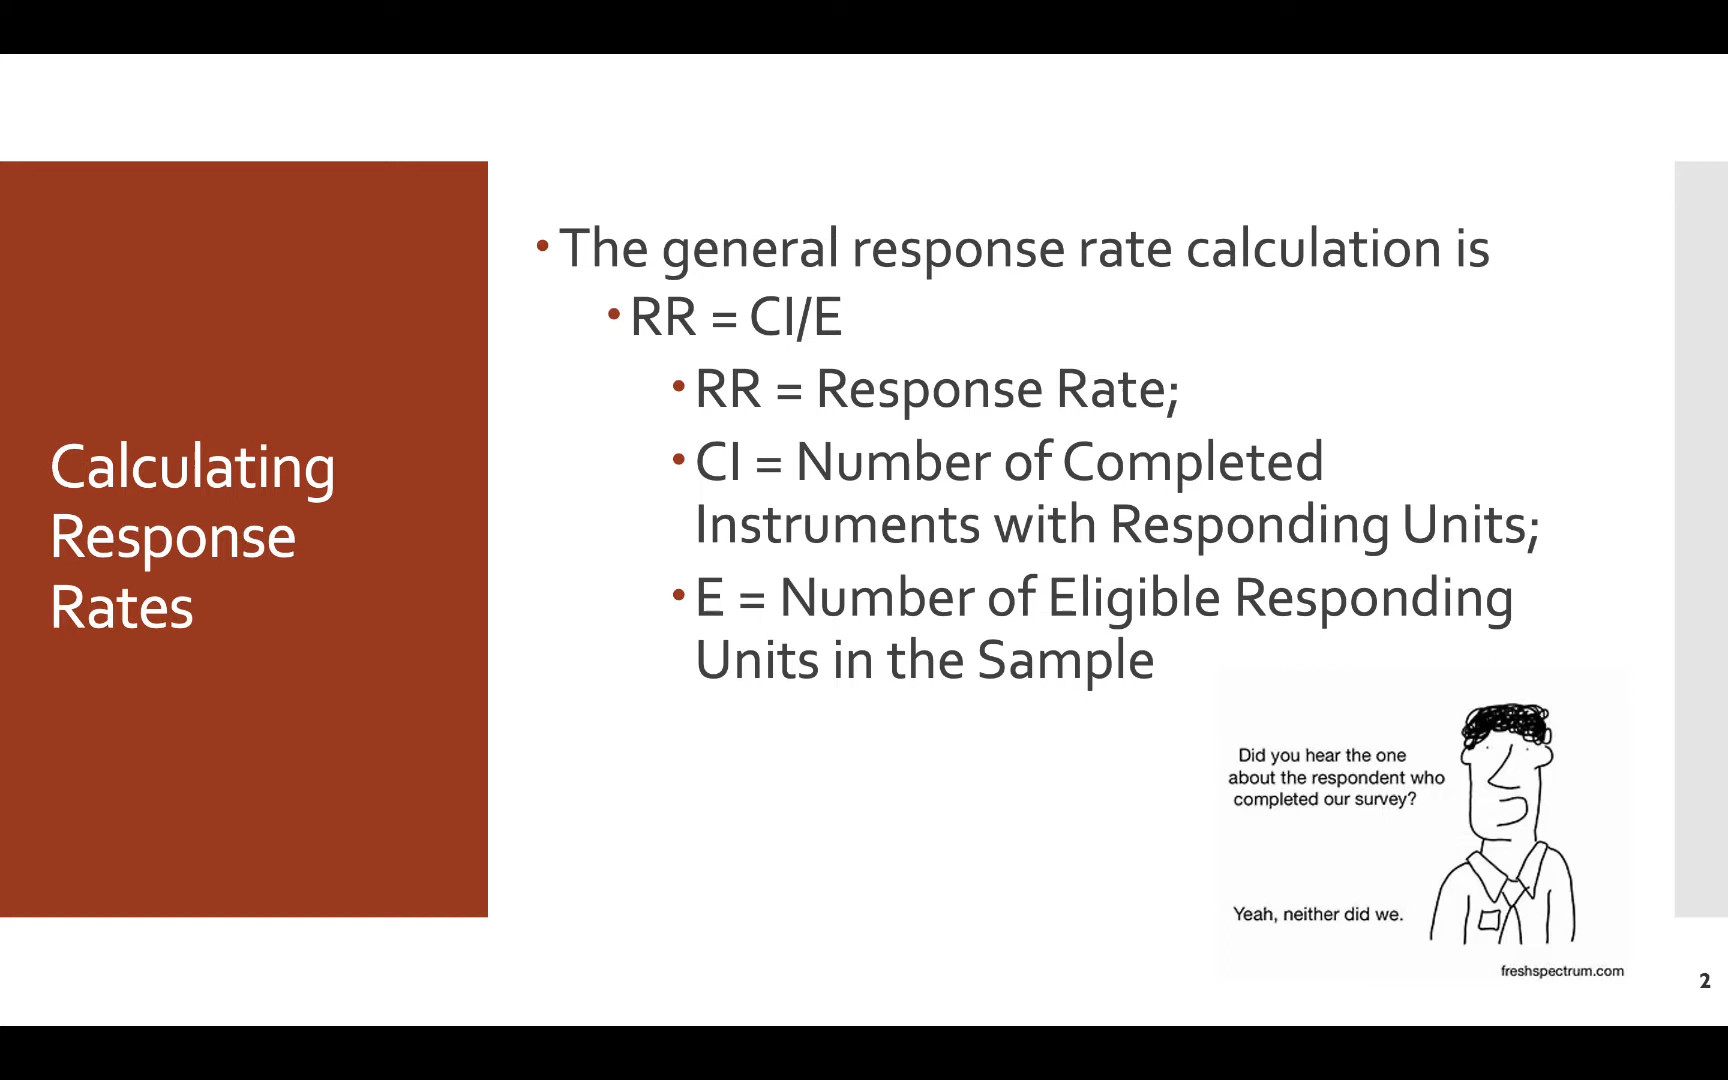 Calculating
Response
Rates
• The general response rate calculation is
• RR = CI/E
• RR = Response Rate;
• CI = Number of Completed
Instruments with Responding Units;
• E = Number of Eligible Responding
Units in the Sample
Did you hear the one
about the respondent who
completed our survey?
Yeah, neither did we.
freshspectrum.com
2